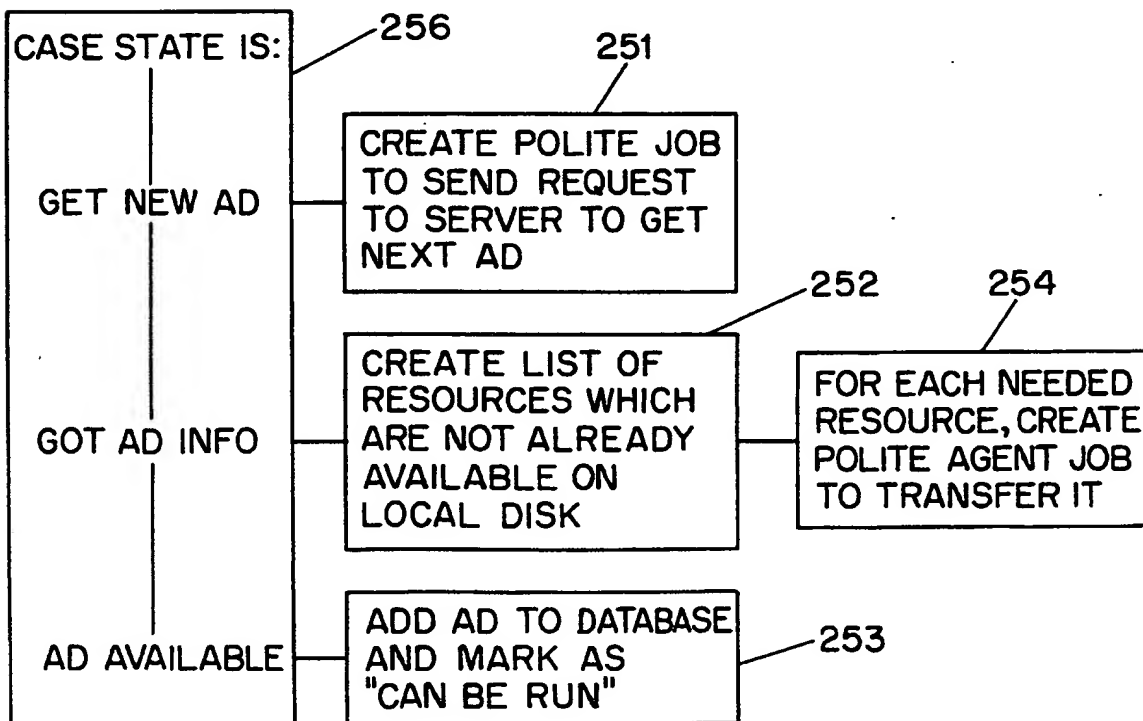 CASE STATE IS:
256
251
GET NEW AD
CREATE POLITE JOB
TO SEND REQUEST
TO SERVER TO GET
NEXT AD
252
254
GOT AD INFO
CREATE LIST OF
RESOURCES WHICH
ARE NOT ALREADY
AVAILABLE ON
LOCAL DISK
FOR EACH NEEDED
RESOURCE, CREATE
POLITE AGENT JOB
TO TRANSFER IT
AD AVAILABLE
ADD AD TO DATABASE
AND MARK AS
"CAN BE RUN"
253